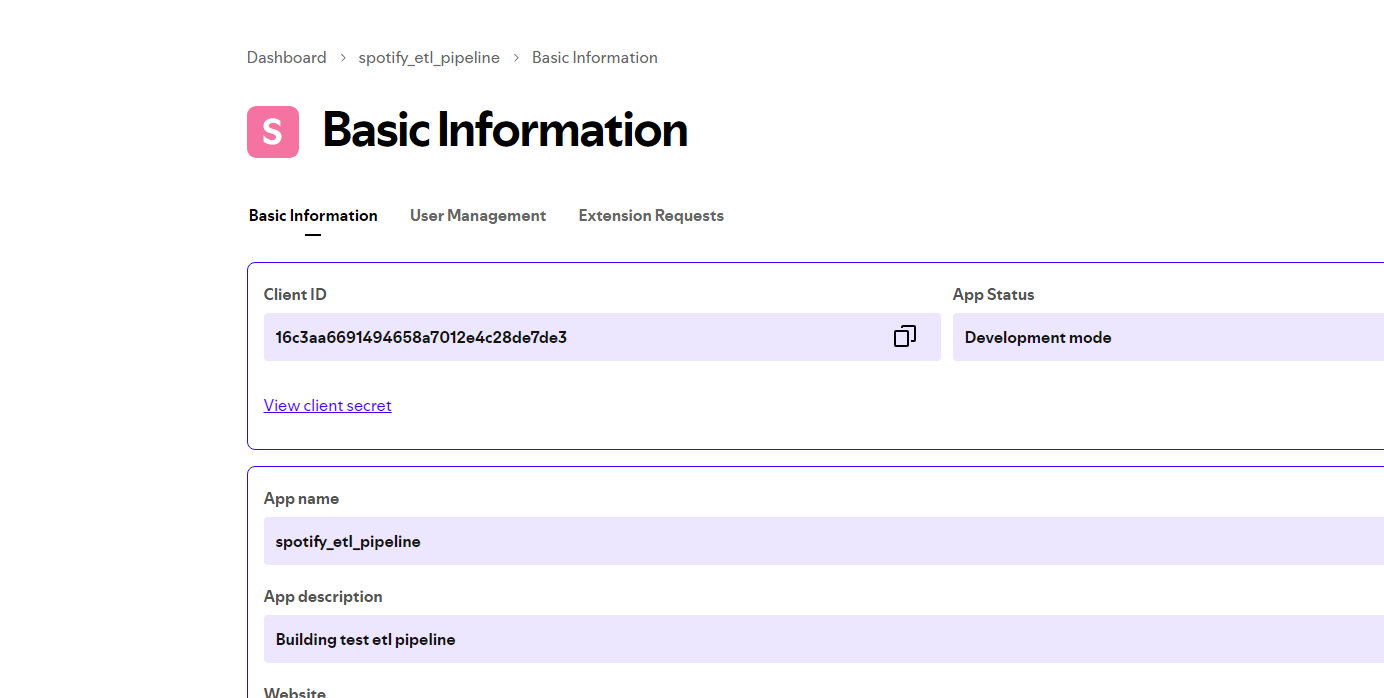 Dashboard > spotify_etl_pipeline > Basic Information
S Basic Information
Basic Information User Management Extension Requests
Client ID App Status
16c3aa6691494658a7012e4c28de7de3 Development mode
View client secret
App name
spotify_etl_pipeline
App description
Building test etl pipeline
Website